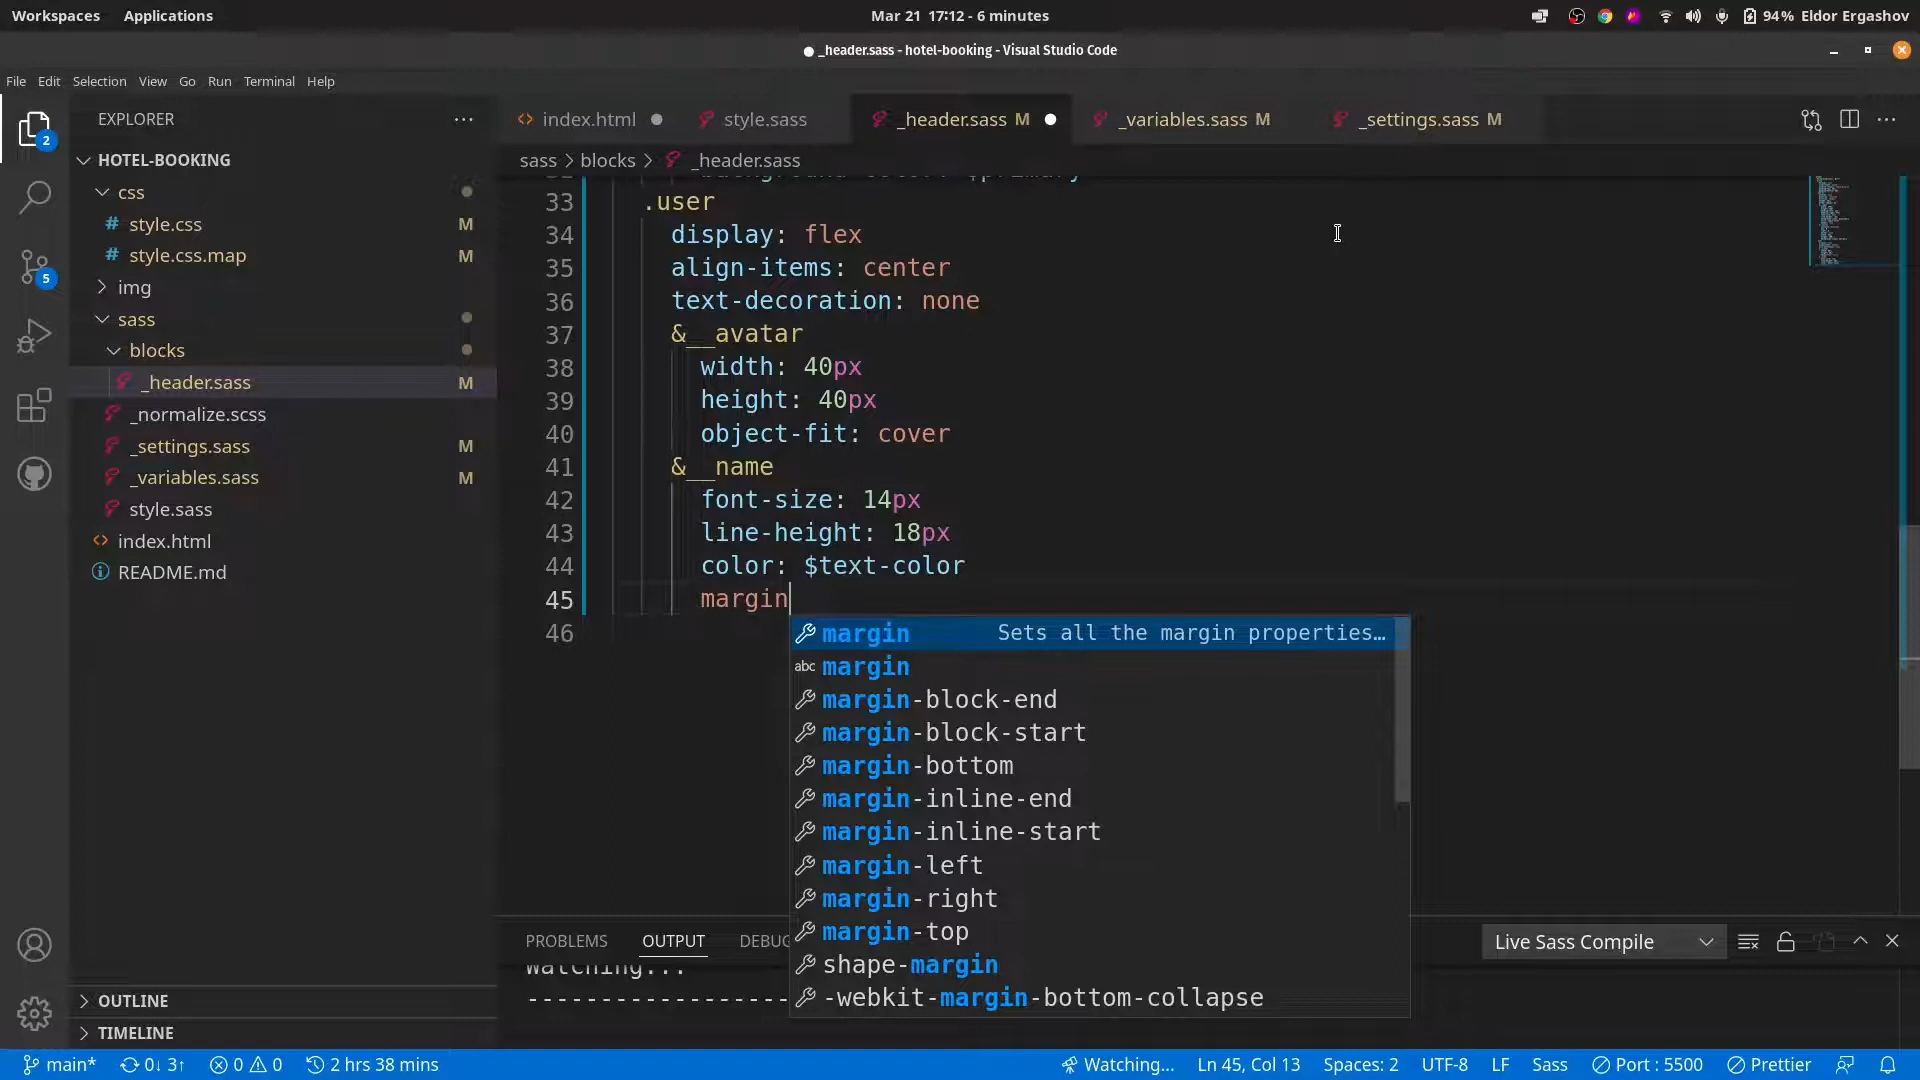 Workspaces Applications Mar 21 17:12 - 6 minutes 94% Eldor Ergashov
_header.sass - hotel-booking - Visual Studio Code
File Edit Selection View Go Run Terminal Help
EXPLORER
index.html style.sass _header.sass M _variables.sass M _settings.sass M
2
HOTEL-BOOKING
sass > blocks > _header.sass
css
style.css M
style.css.map M
5
img
sass
blocks
_header.sass M
_normalize.scss
_settings.sass M
_variables.sass M
style.sass
index.html
README.md
33 .user
34 display: flex
35 align-items: center
36 text-decoration: none
37 &__avatar
38 width: 40px
39 height: 40px
40 object-fit: cover
41 &__name
42 font-size: 14px
43 line-height: 18px
44 color: $text-color
45 margin
46
margin Sets all the margin properties…
abc margin
margin-block-end
margin-block-start
margin-bottom
margin-inline-end
margin-inline-start
margin-left
margin-right
margin-top
shape-margin
-webkit-margin-bottom-collapse
PROBLEMS OUTPUT DEBUG Live Sass Compile
Watching...
------------------
OUTLINE
TIMELINE
main* 0↓ 3↑ 0 0 2 hrs 38 mins Watching... Ln 45, Col 13 Spaces: 2 UTF-8 LF Sass Port : 5500 Prettier